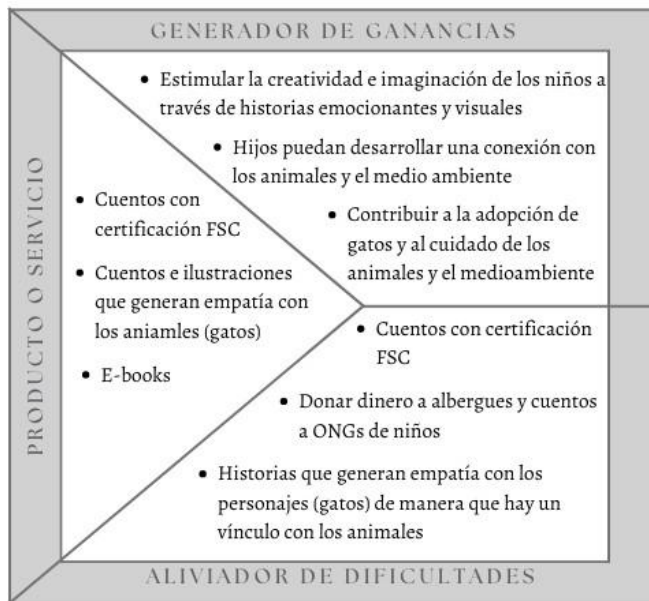 GENERADOR DE GANANCIAS
• Estimular la creatividad e imaginación de los niños a
través de historias emocionantes y visuales
• Hijos puedan desarrollar una conexión con
los animales y el medio ambiente
• Contribuir a la adopción de
gatos y al cuidado de los
animales y el medioambiente
PRODUCTO O SERVICIO
• Cuentos con
certificación FSC
• Cuentos e ilustraciones
que generan empatía con
los aniamles (gatos)
• E-books
• Cuentos con certificación
FSC
• Donar dinero a albergues y cuentos
a ONGs de niños
• Historias que generan empatía con los
personajes (gatos) de manera que hay un
vínculo con los animales
ALIVIADOR DE DIFICULTADES